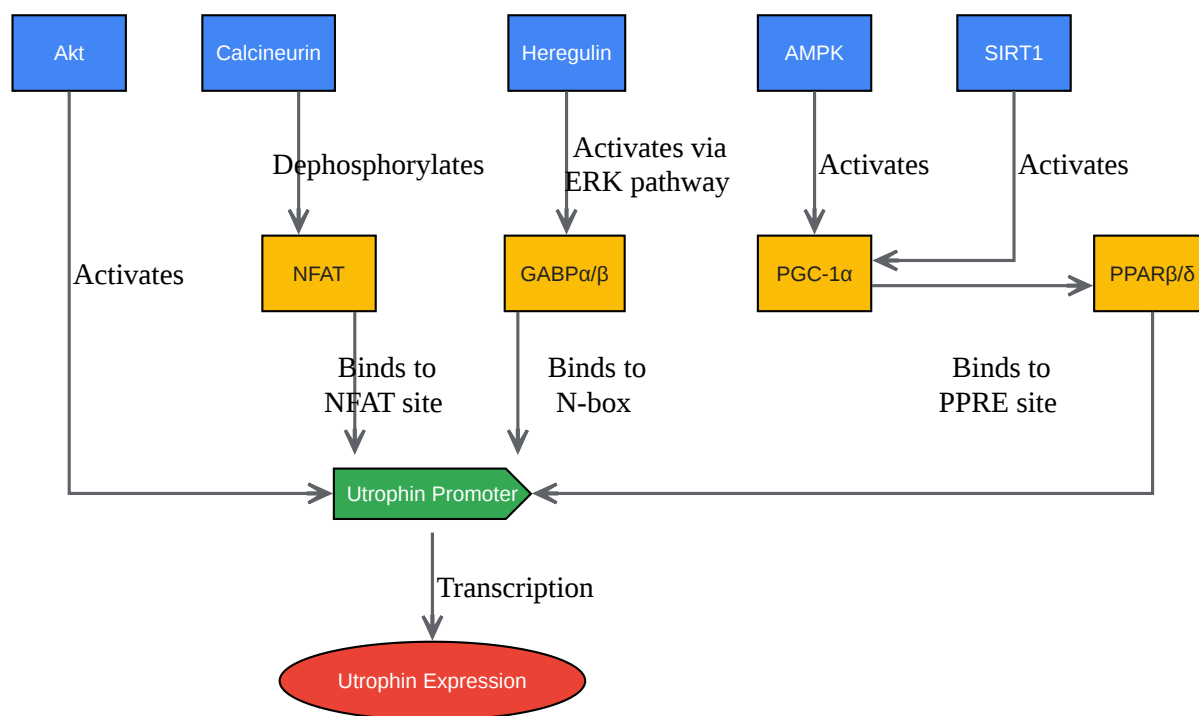 Akt
Calcineurin
Heregulin
AMPK
SIRT1
Dephosphorylates
Activates via
ERK pathway
Activates
Activates
Activates
NFAT
GABPα/β
PGC-1α
PPARβ/δ
Binds to
NFAT site
Binds to
N-box
Binds to
PPRE site
Utrophin Promoter
Transcription
Utrophin Expression